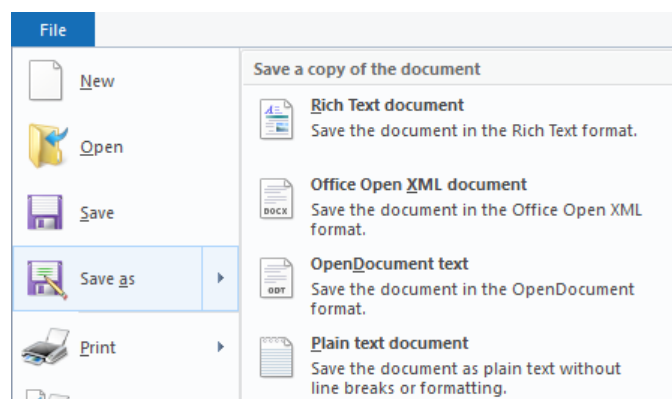 File
New
Open
Save
Save as
Print
Save a copy of the document
Rich Text document
Save the document in the Rich Text format.
DOCX
Office Open XML document
Save the document in the Office Open XML
format.
ODT
OpenDocument text
Save the document in the OpenDocument
format.
Plain text document
Save the document as plain text without
line breaks or formatting.